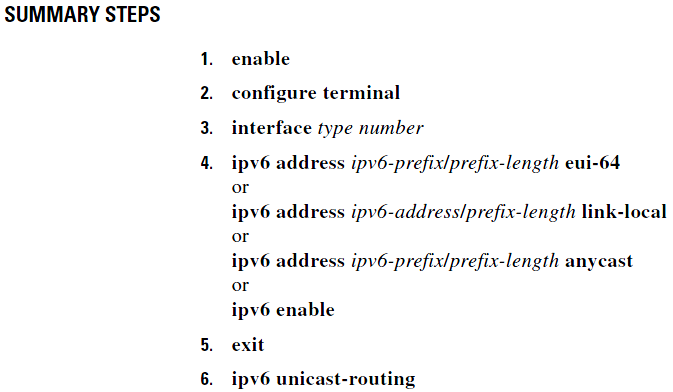 SUMMARY STEPS
1. enable
2. configure terminal
3. interface type number
4. ipv6 address ipv6-prefix/prefix-length eui-64
or
ipv6 address ipv6-address/prefix-length link-local
or
ipv6 address ipv6-prefix/prefix-length anycast
or
ipv6 enable
5. exit
6. ipv6 unicast-routing